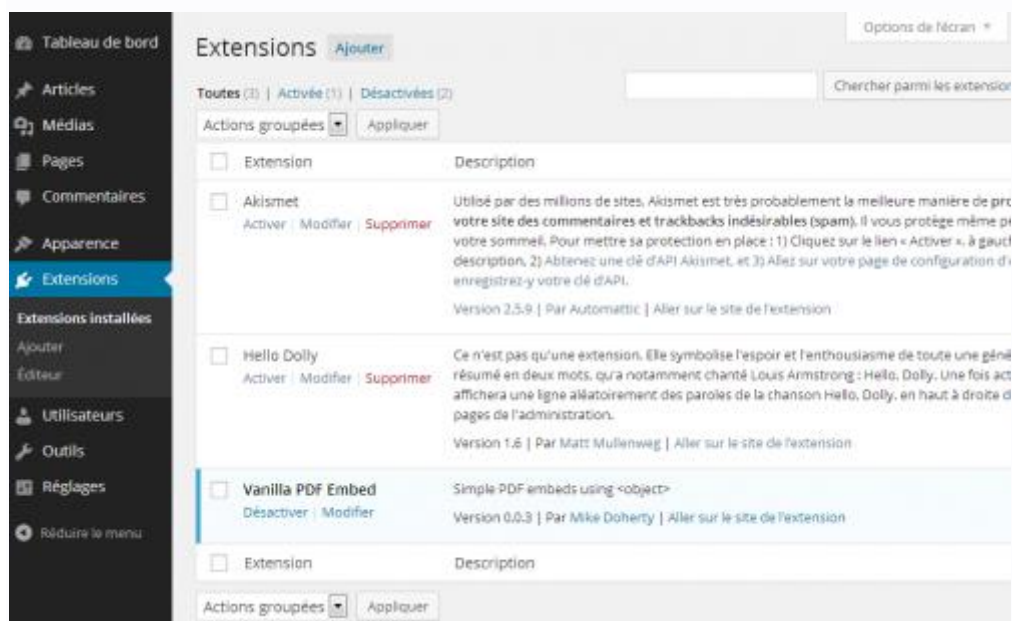 Tableau de bord
Articles
Médias
Pages
Commentaires
Apparence
Extensions
Extensions installées
Ajouter
Éditeur
Utilisateurs
Outils
Réglages
Réduire le menu
Options de l'écran
Extensions Ajouter
Toutes (3) | Activée (1) | Désactivées (2)
Chercher parmi les extension
Actions groupées Appliquer
Extension Description
Akismet
Activer | Modifier | Supprimer
Utilisé par des millions de sites, Akismet est très probablement la meilleure manière de pro
votre site des commentaires et trackbacks indésirables (spam). Il vous protège même pe
votre sommeil. Pour mettre sa protection en place : 1) Cliquez sur le lien « Activer », à gauch
description, 2) Abtenez une clé d'API Akismet, et 3) Allez sur votre page de configuration d'
enregistrez-y votre clé d'API.
Version 2.5.9 | Par Automattic | Aller sur le site de l'extension
Hello Dolly
Activer | Modifier | Supprimer
Ce n'est pas qu'une extension. Elle symbolise l'espoir et l'enthousiasme de toute une géné
résumé en deux mots, qu'a notamment chanté Louis Armstrong : Hello, Dolly. Une fois act
affichera une ligne aléatoirement des paroles de la chanson Hello, Dolly, en haut à droite d
pages de l'administration.
Version 1.6 | Par Matt Mullenweg | Aller sur le site de l'extension
Vanilla PDF Embed
Désactiver | Modifier
Simple PDF embeds using <object>
Version 0.0.3 | Par Mike Doherty | Aller sur le site de l'extension
Extension Description
Actions groupées Appliquer